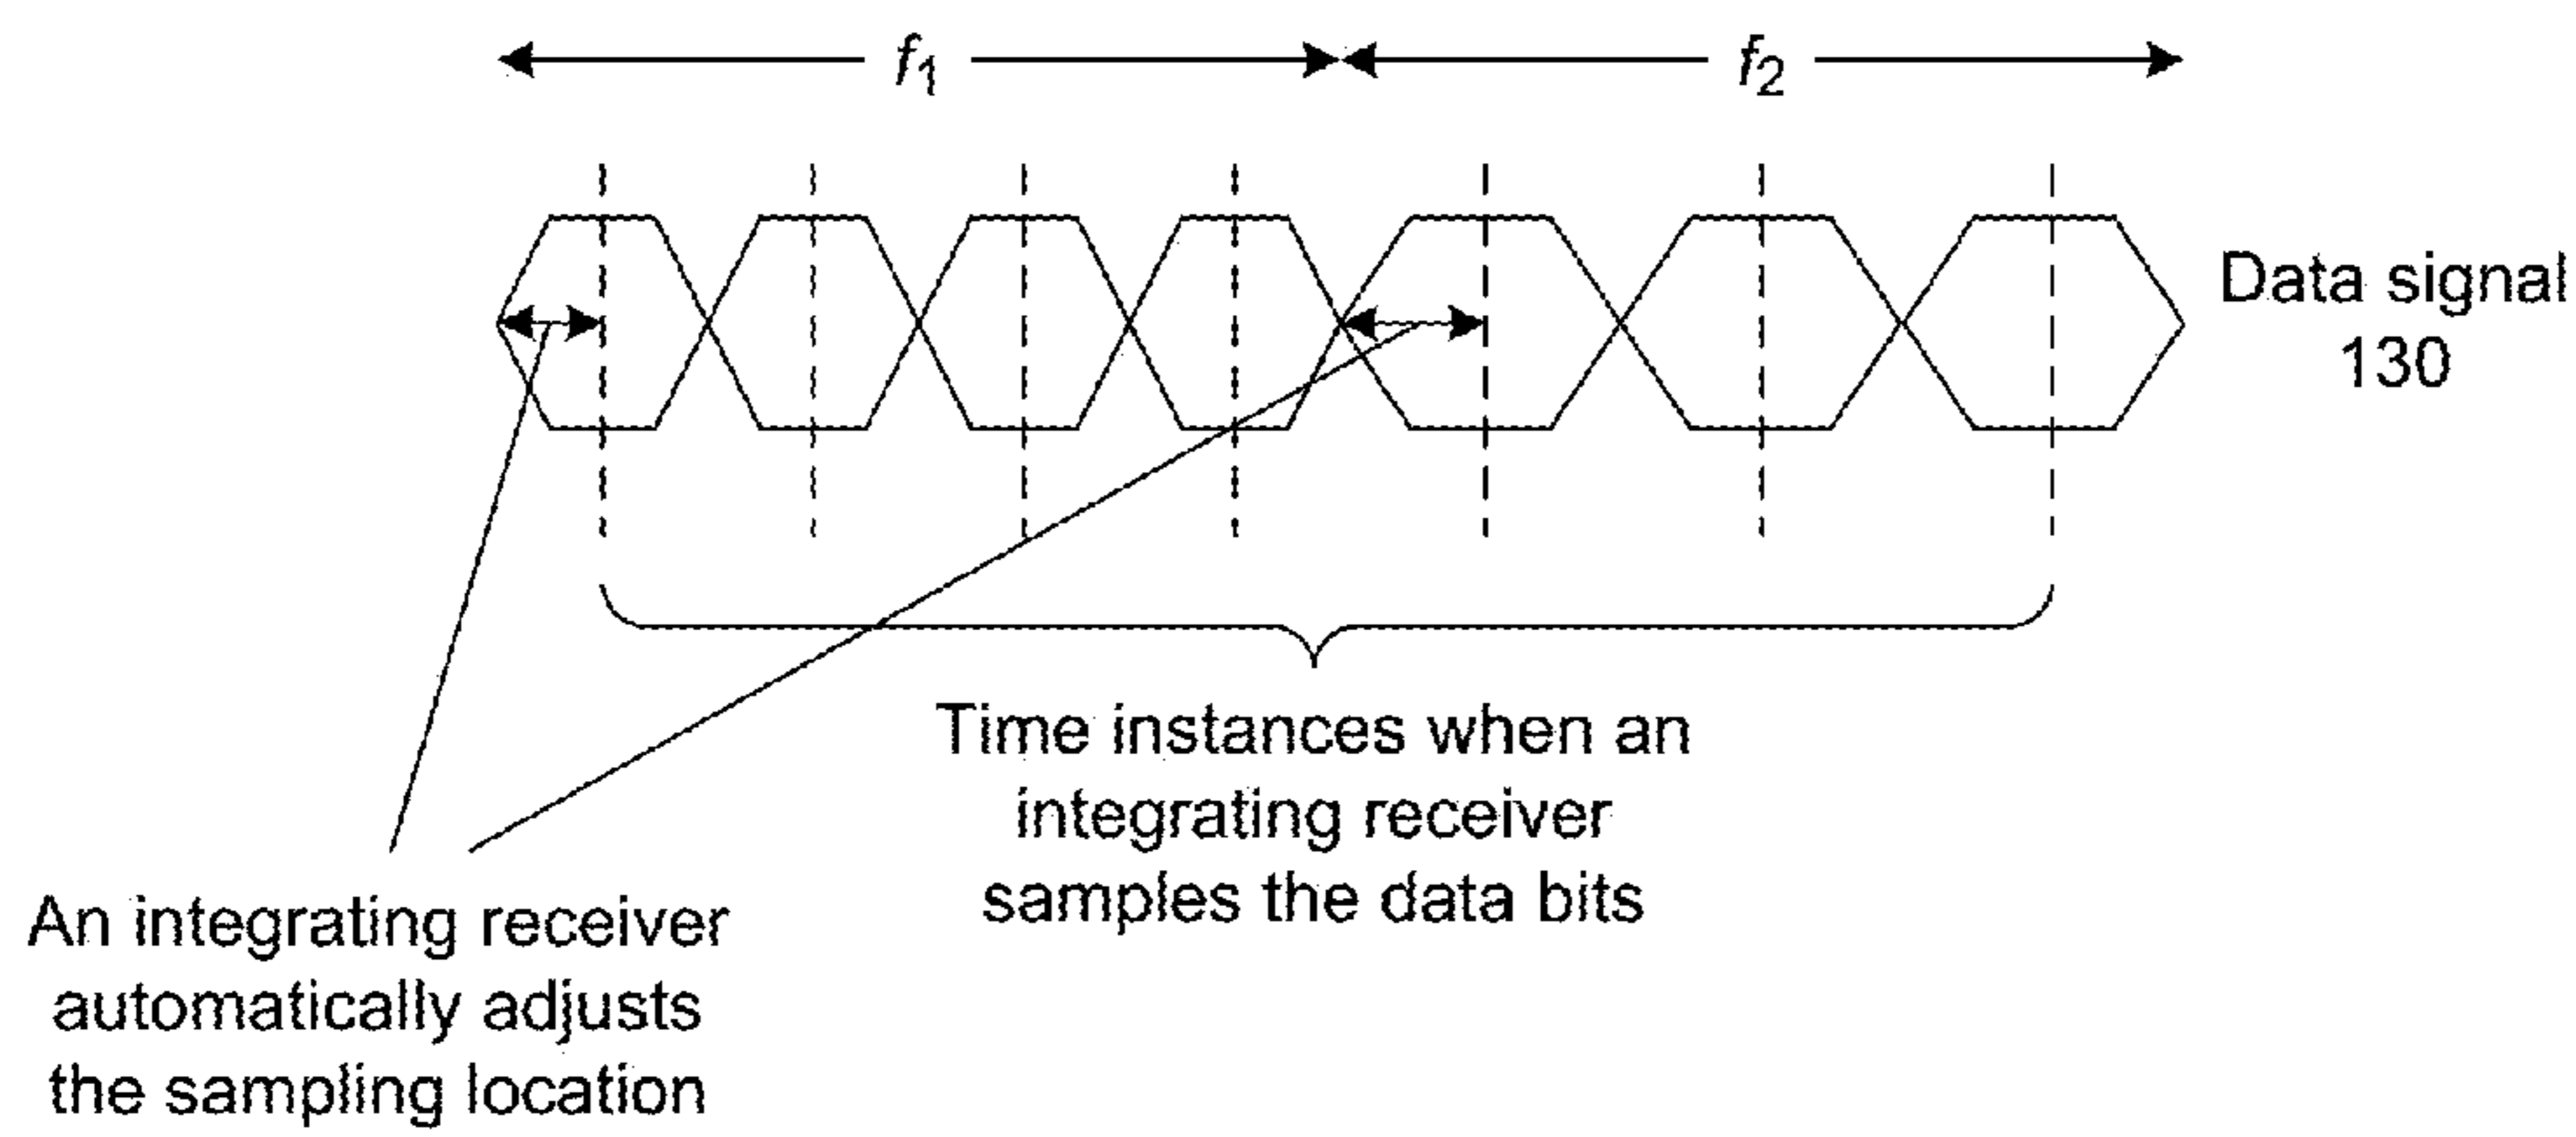 f1
f2
Data signal
130
Time instances when an
integrating receiver
samples the data bits
An integrating receiver
automatically adjusts
the sampling location